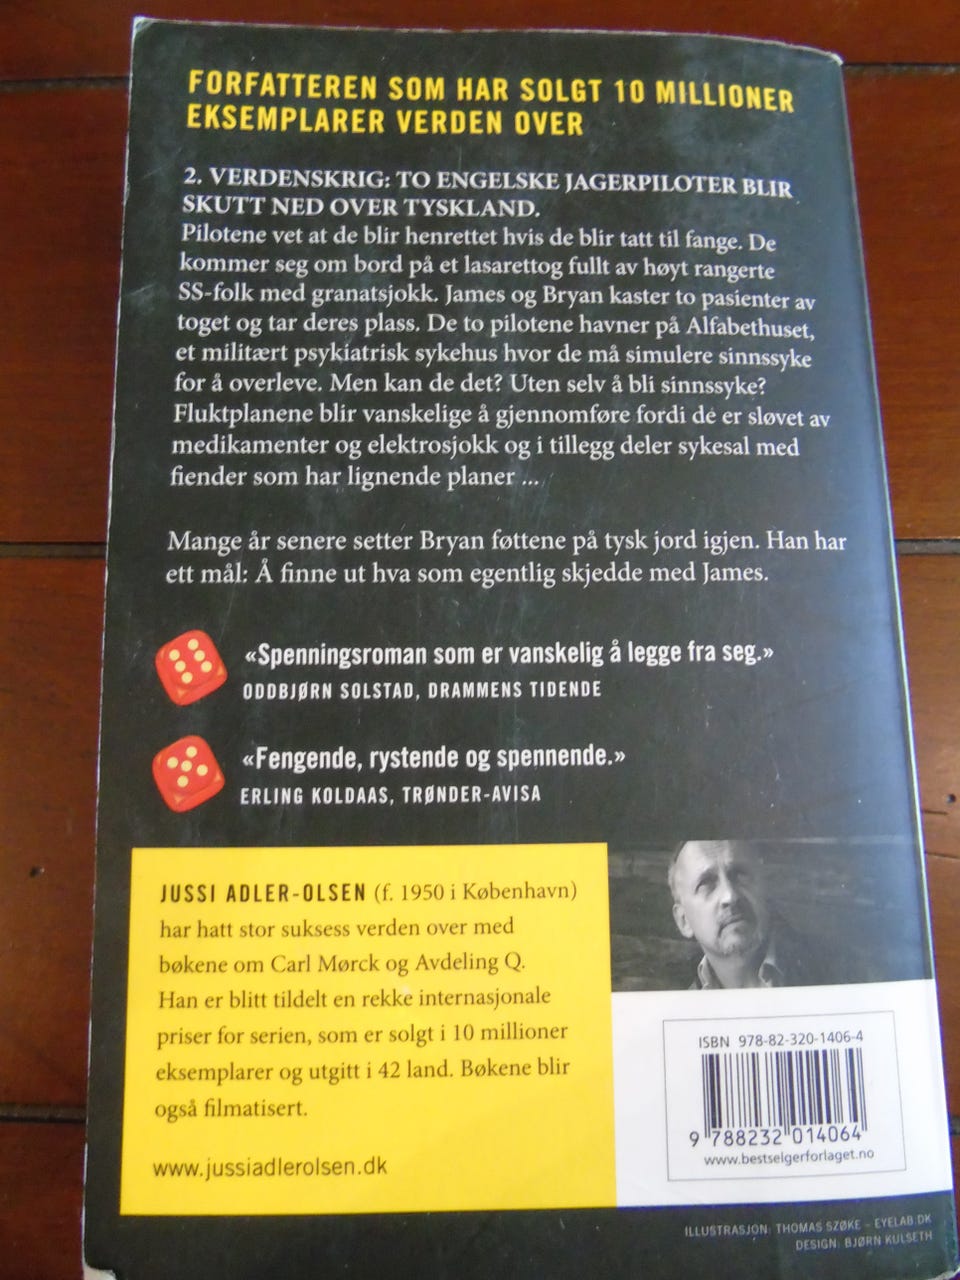 FORFATTEREN SOM HAR SOLGT 10 MILLIONER
EKSEMPLARER VERDEN OVER
2. VERDENSKRIG: TO ENGELSKE JAGERPILOTER BLIR
SKUTT NED OVER TYSKLAND.
Pilotene vet at de blir henrettet hvis de blir tatt til fange. De
kommer seg om bord på et lasarettog fullt av høyt rangerte
SS-folk med granatsjokk. James og Bryan kaster to pasienter av
toget og tar deres plass. De to pilotene havner på Alfabethuset,
et militært psykiatrisk sykehus hvor de må simulere sinnssyke
for å overleve. Men kan de det? Uten selv å bli sinnssyke?
Fluktplanene blir vanskelige å gjennomføre fordi de er sløvet av
medikamenter og elektrosjokk og i tillegg deler sykesal med
fiender som har lignende planer ...
Mange år senere setter Bryan føttene på tysk jord igjen. Han har
ett mål: Å finne ut hva som egentlig skjedde med James.
«Spenningsroman som er vanskelig å legge fra seg.»
ODDBJØRN SOLSTAD, DRAMMENS TIDENDE
«Fengende, rystende og spennende.»
ERLING KOLDAAS, TRØNDER-AVISA
JUSSI ADLER-OLSEN (f. 1950 i København)
har hatt stor suksess verden over med
bøkene om Carl Mørck og Avdeling Q.
Han er blitt tildelt en rekke internasjonale
priser for serien, som er solgt i 10 millioner
eksemplarer og utgitt i 42 land. Bøkene blir
også filmatisert.
www.jussiadlerolsen.dk
ISBN 978-82-320-1406-4
9 788232 014064
www.bestselgerforlaget.no
ILLUSTRASJON: THOMAS SZØKE – EYELAB.DK
DESIGN: BJØRN KULSETH